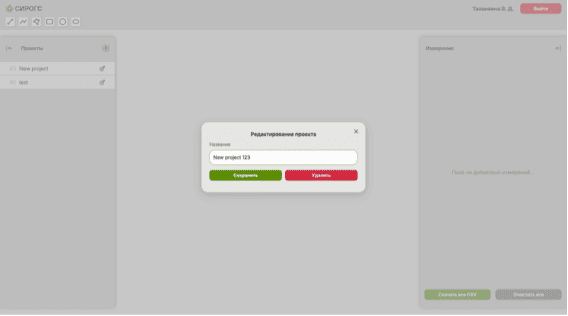 СИРОГС
Выйти
Проекты
Измерения
New project
test
Редактирование проекта
Название
New project 123
Сохранить
Удалить
Пока не добавлено измерений...
Скачать все CSV
Очистить все